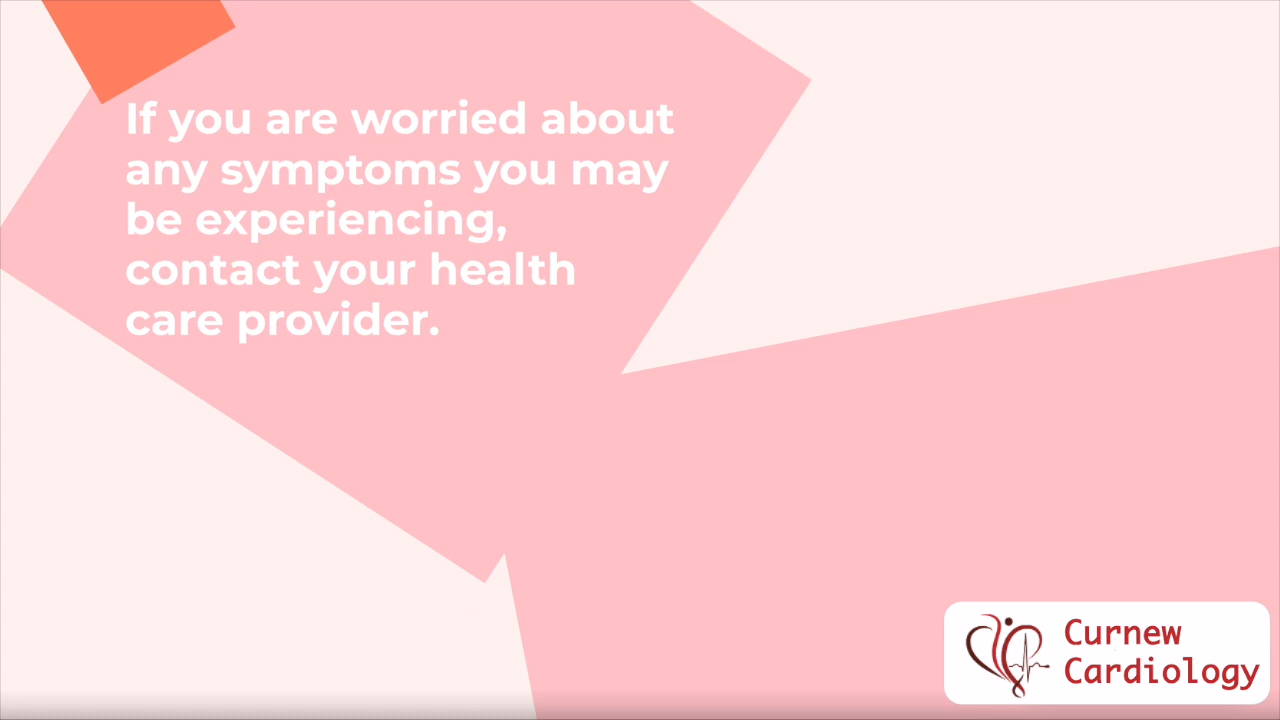 If you are worried about
any symptoms you may
be experiencing,
contact your health
care provider.
Curnew
Cardiology